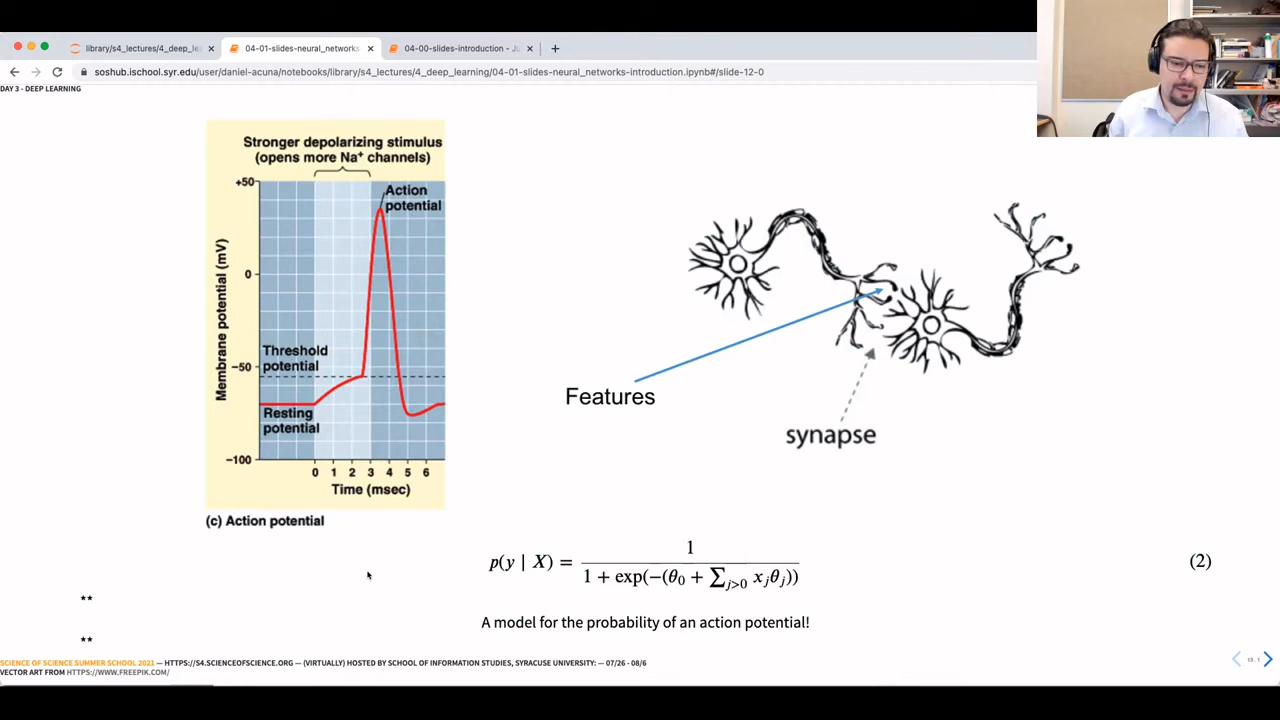 library/s4_lectures/4_deep_le
04-01-slides-neural_networks
04-00-slides-introduction - Ju
soshub.ischool.syr.edu/user/daniel-acuna/notebooks/library/s4_lectures/4_deep_learning/04-01-slides-neural_networks-introduction.ipynb#/slide-12-0
DAY 3 - DEEP LEARNING
Stronger depolarizing stimulus
(opens more Na⁺ channels)
+50
Action
potential
Membrane potential (mV)
0
Threshold
potential
−50
Resting
potential
−100
0 1 2 3 4 5 6
Time (msec)
(c) Action potential
Features
synapse
p(y | X) = 1 / (1 + exp(−(θ₀ + ∑_{j>0} x_jθ_j))) (2)
**
A model for the probability of an action potential!
**
SCIENCE OF SCIENCE SUMMER SCHOOL 2021 — HTTPS://S4.SCIENCEOFSCIENCE.ORG — (VIRTUALLY) HOSTED BY SCHOOL OF INFORMATION STUDIES, SYRACUSE UNIVERSITY: — 07/26 - 08/6
VECTOR ART FROM HTTPS://WWW.FREEPIK.COM/
13.1